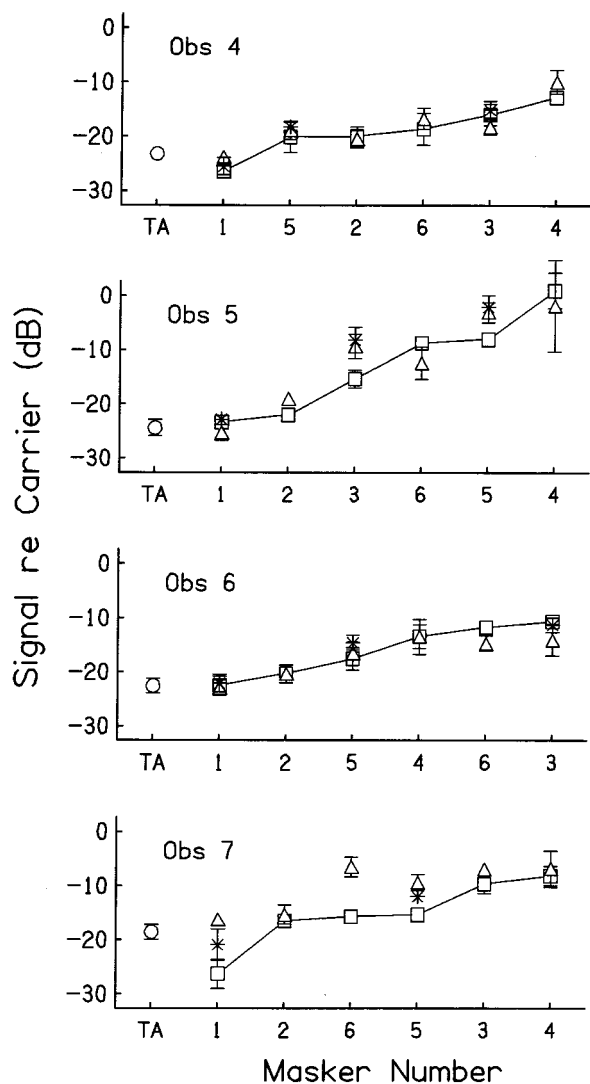 Signal re Carrier (dB)
Obs 4
0
-10
-20
-30
TA 1 5 2 6 3 4
Obs 5
0
-10
-20
-30
TA 1 2 3 6 5 4
Obs 6
0
-10
-20
-30
TA 1 2 5 4 6 3
Obs 7
0
-10
-20
-30
TA 1 2 6 5 3 4
Masker Number